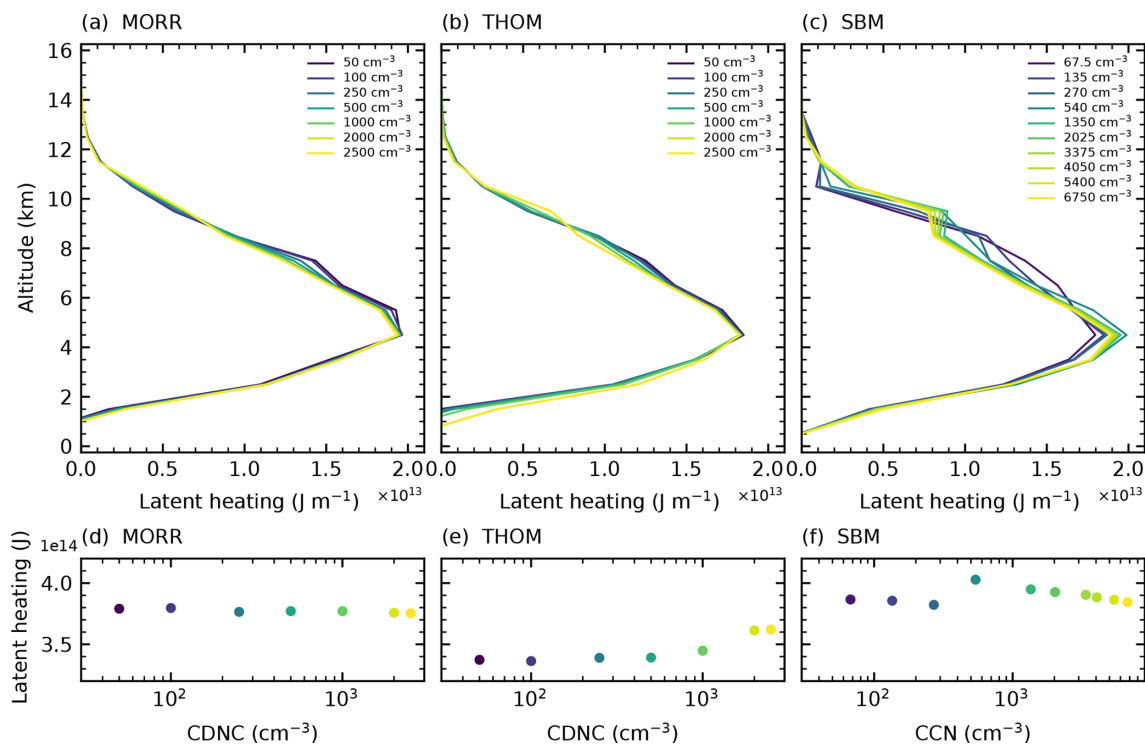 (a) MORR
(b) THOM
(c) SBM
16
14
12
10
8
6
4
2
0
Altitude (km)
50 cm⁻³
100 cm⁻³
250 cm⁻³
500 cm⁻³
1000 cm⁻³
2000 cm⁻³
2500 cm⁻³
50 cm⁻³
100 cm⁻³
250 cm⁻³
500 cm⁻³
1000 cm⁻³
2000 cm⁻³
2500 cm⁻³
67.5 cm⁻³
135 cm⁻³
270 cm⁻³
540 cm⁻³
1350 cm⁻³
2025 cm⁻³
3375 cm⁻³
4050 cm⁻³
5400 cm⁻³
6750 cm⁻³
0.0 0.5 1.0 1.5 2.0
0.0 0.5 1.0 1.5 2.0
0.0 0.5 1.0 1.5 2.0
Latent heating (J m⁻¹) ×10¹³
Latent heating (J m⁻¹) ×10¹³
Latent heating (J m⁻¹) ×10¹³
(d) MORR
(e) THOM
(f) SBM
1e14
4.0
3.5
Latent heating (J)
10² 10³
10² 10³
10² 10³
CDNC (cm⁻³)
CDNC (cm⁻³)
CCN (cm⁻³)